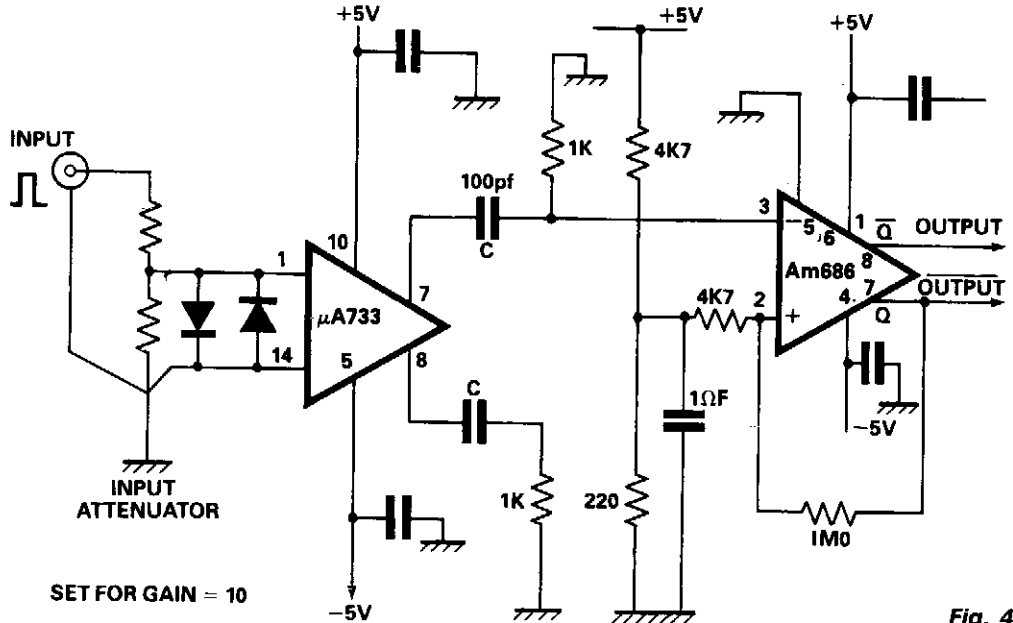 +5V
+5V
+5V
INPUT
1K
4K7
100pf
C
1
10
μA733
7
14
5
8
3
−
5
6
1
Q̅
OUTPUT
8
Am686
7
O̅U̅T̅P̅U̅T̅
4
Q
2
+
4K7
C
1ΩF
−5V
INPUT
ATTENUATOR
1K
220
1M0
SET FOR GAIN = 10
−5V
Fig. 4